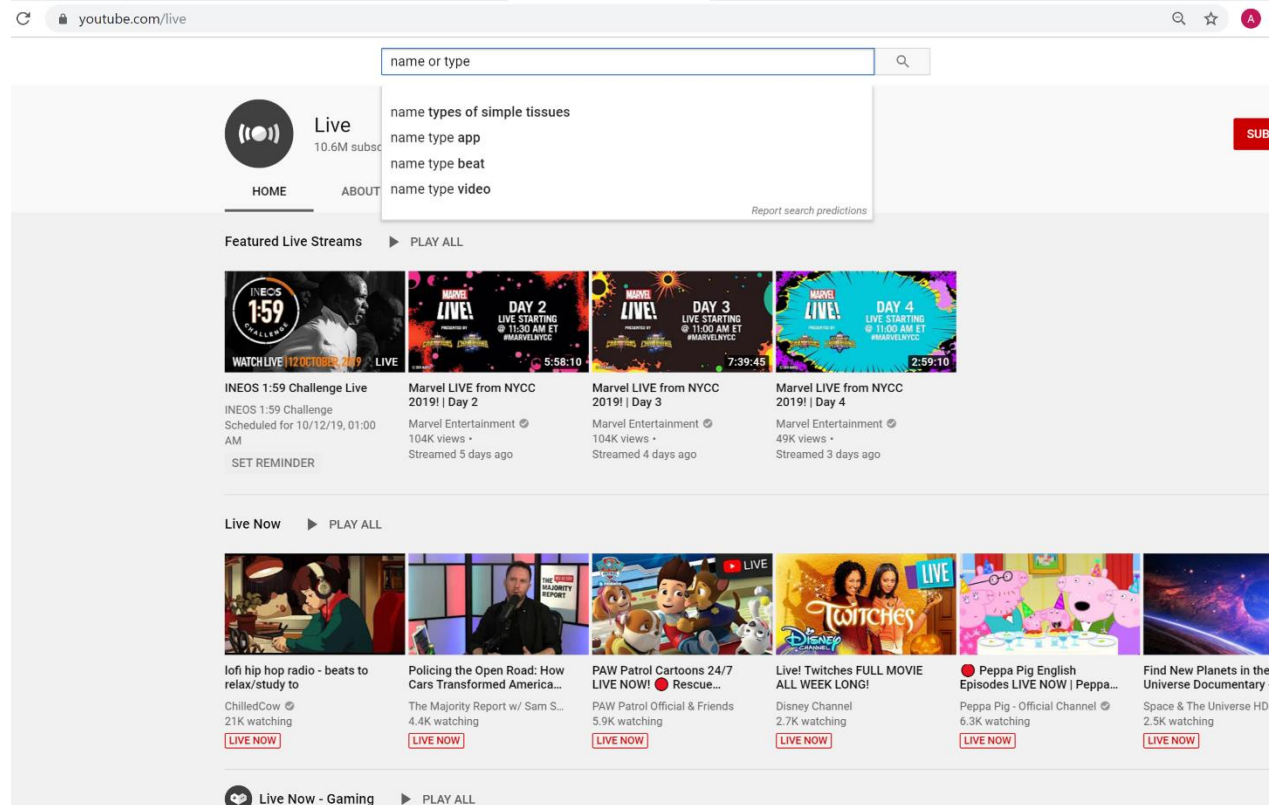 youtube.com/live
A
name or type
name types of simple tissues
name type app
name type beat
name type video
Report search predictions
Live
10.6M subsc
SUB
HOME ABOUT
Featured Live Streams PLAY ALL
INEOS
1:59
CHALLENGE
WATCH LIVE | 12 OCTOBER 2019 LIVE
MARVEL
LIVE!
PRESENTED BY
DAY 2
LIVE STARTING
@ 11:30 AM ET
#MARVELNYCC
5:58:10
MARVEL
LIVE!
PRESENTED BY
DAY 3
LIVE STARTING
@ 11:00 AM ET
#MARVELNYCC
7:39:45
MARVEL
LIVE!
PRESENTED BY
DAY 4
LIVE STARTING
@ 11:00 AM ET
#MARVELNYCC
2:59:10
INEOS 1:59 Challenge Live
INEOS 1:59 Challenge
Scheduled for 10/12/19, 01:00
AM
SET REMINDER
Marvel LIVE from NYCC
2019! | Day 2
Marvel Entertainment
104K views •
Streamed 5 days ago
Marvel LIVE from NYCC
2019! | Day 3
Marvel Entertainment
104K views •
Streamed 4 days ago
Marvel LIVE from NYCC
2019! | Day 4
Marvel Entertainment
49K views •
Streamed 3 days ago
Live Now PLAY ALL
THE
MAJORITY
REPORT
LIVE
LIVE
TWITCHES
Disney
CHANNEL
lofi hip hop radio - beats to
relax/study to
ChilledCow
21K watching
LIVE NOW
Policing the Open Road: How
Cars Transformed America...
The Majority Report w/ Sam S...
4.4K watching
LIVE NOW
PAW Patrol Cartoons 24/7
LIVE NOW! Rescue...
PAW Patrol Official & Friends
5.9K watching
LIVE NOW
Live! Twitches FULL MOVIE
ALL WEEK LONG!
Disney Channel
2.7K watching
LIVE NOW
Peppa Pig English
Episodes LIVE NOW | Peppa...
Peppa Pig - Official Channel
6.3K watching
LIVE NOW
Find New Planets in the
Universe Documentary -
Space & The Universe HD
2.5K watching
LIVE NOW
Live Now - Gaming PLAY ALL